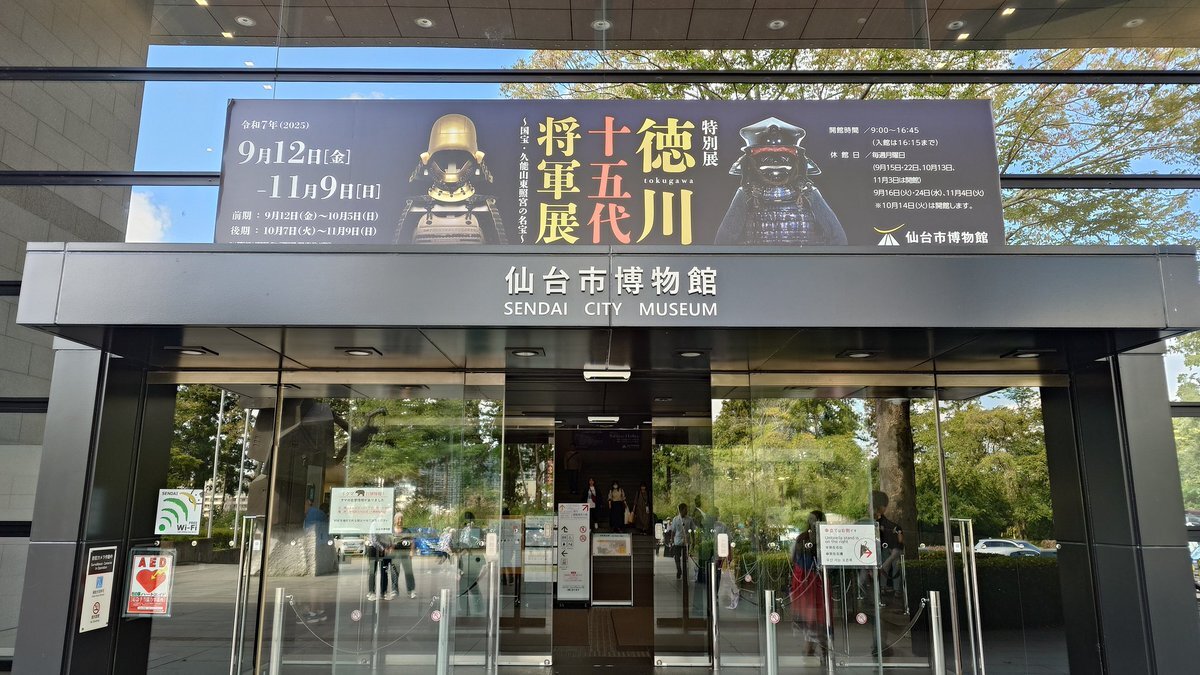 令和7年(2025)
9月12日[金]
−11月9日[日]
前期：9月12日(金)〜10月5日(日)
後期：10月7日(火)〜11月9日(日)
特別展
徳川
tokugawa
十五代
将軍展
〜国宝・久能山東照宮の名宝〜
開館時間／9:00〜16:45
(入館は16:15まで)
休館日／毎週月曜日
(9月15日-22日、10月13日、
11月3日は開館)
9月16日(火)・24日(水)、11月4日(火)
※10月14日(火)は開館します。
仙台市博物館
仙台市博物館
SENDAI CITY MUSEUM
SENDAI
FREE
Wi-Fi
AED
Umbrella stand is
on the right